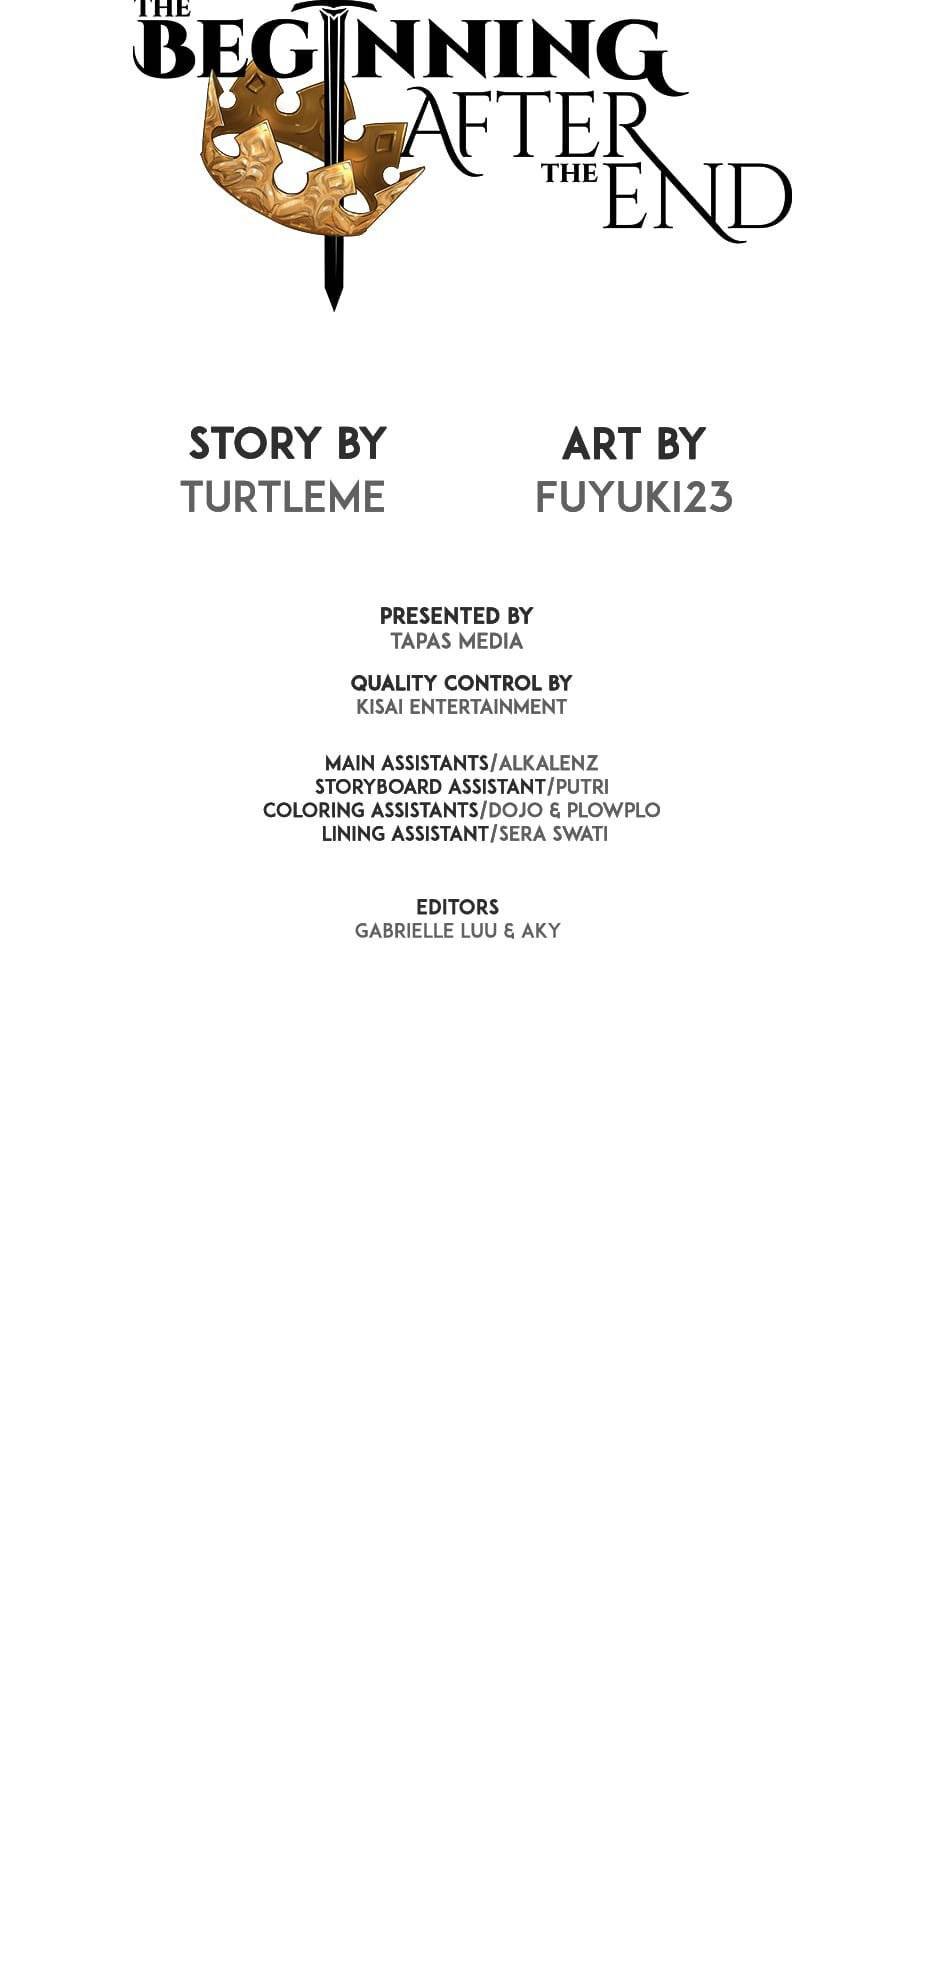 THE
BEGINNING
AFTER
THE END
STORY BY
TURTLEME
ART BY
FUYUKI23
PRESENTED BY
TAPAS MEDIA
QUALITY CONTROL BY
KISAI ENTERTAINMENT
MAIN ASSISTANTS/ALKALENZ
STORYBOARD ASSISTANT/PUTRI
COLORING ASSISTANTS/DOJO & PLOWPLO
LINING ASSISTANT/SERA SWATI
EDITORS
GABRIELLE LUU & AKY